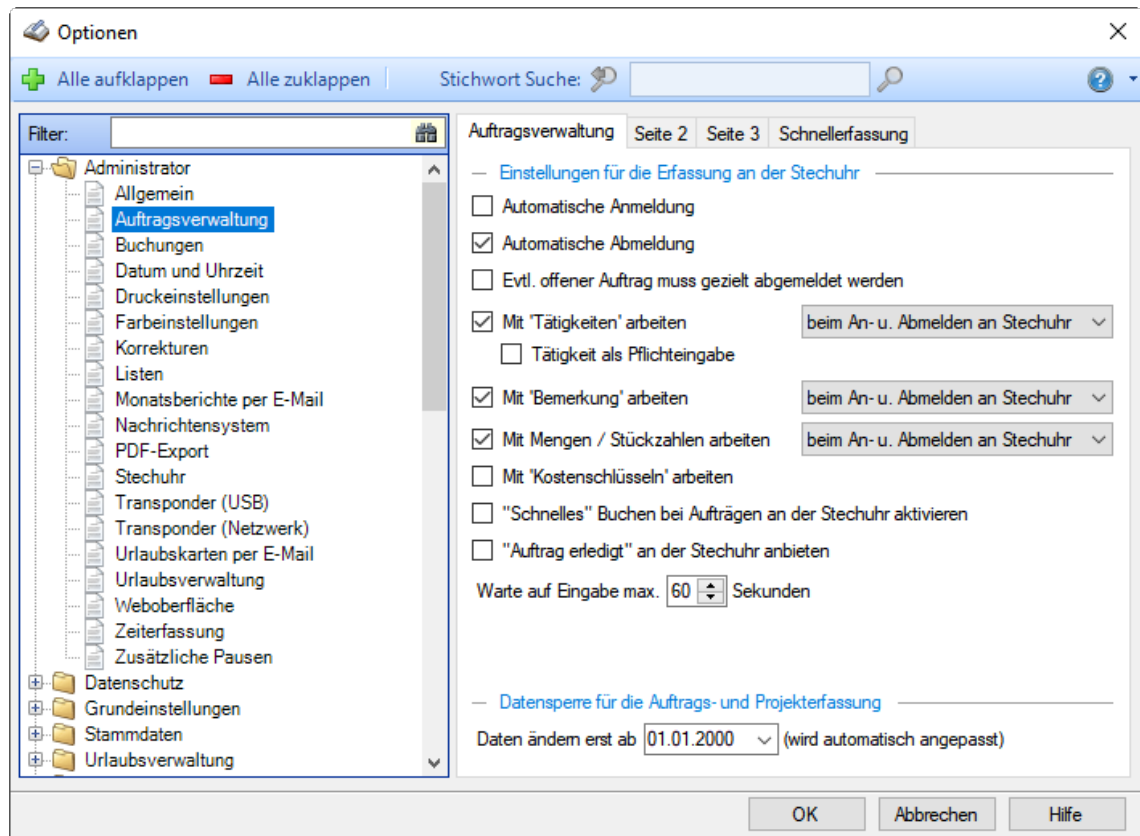 Optionen
Alle aufklappen Alle zuklappen Stichwort Suche:
Filter:
Administrator
Allgemein
Auftragsverwaltung
Buchungen
Datum und Uhrzeit
Druckeinstellungen
Farbeinstellungen
Korrekturen
Listen
Monatsberichte per E-Mail
Nachrichtensystem
PDF-Export
Stechuhr
Transponder (USB)
Transponder (Netzwerk)
Urlaubskarten per E-Mail
Urlaubsverwaltung
Weboberfläche
Zeiterfassung
Zusätzliche Pausen
Datenschutz
Grundeinstellungen
Stammdaten
Urlaubsverwaltung
Auftragsverwaltung Seite 2 Seite 3 Schnellerfassung
Einstellungen für die Erfassung an der Stechuhr
Automatische Anmeldung
Automatische Abmeldung
Evtl. offener Auftrag muss gezielt abgemeldet werden
Mit 'Tätigkeiten' arbeiten beim An- u. Abmelden an Stechuhr
Tätigkeit als Pflichteingabe
Mit 'Bemerkung' arbeiten beim An- u. Abmelden an Stechuhr
Mit Mengen / Stückzahlen arbeiten beim An- u. Abmelden an Stechuhr
Mit 'Kostenschlüsseln' arbeiten
"Schnelles" Buchen bei Aufträgen an der Stechuhr aktivieren
"Auftrag erledigt" an der Stechuhr anbieten
Warte auf Eingabe max. 60 Sekunden
Datensperre für die Auftrags- und Projekterfassung
Daten ändern erst ab 01.01.2000 (wird automatisch angepasst)
OK Abbrechen Hilfe